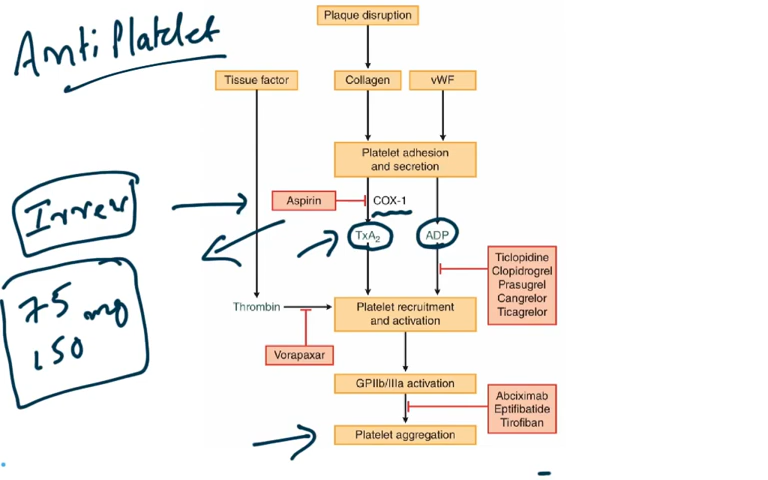 Anti Platelet
Plaque disruption
Tissue factor
Collagen
vWF
Platelet adhesion
and secretion
Aspirin
COX-1
Irrev
TxA₂
ADP
Ticlopidine
Clopidrogrel
Prasugrel
Cangrelor
Ticagrelor
75 mg
150
Thrombin
Platelet recruitment
and activation
Vorapaxar
GPIIb/IIIa activation
Abciximab
Eptifibatide
Tirofiban
Platelet aggregation